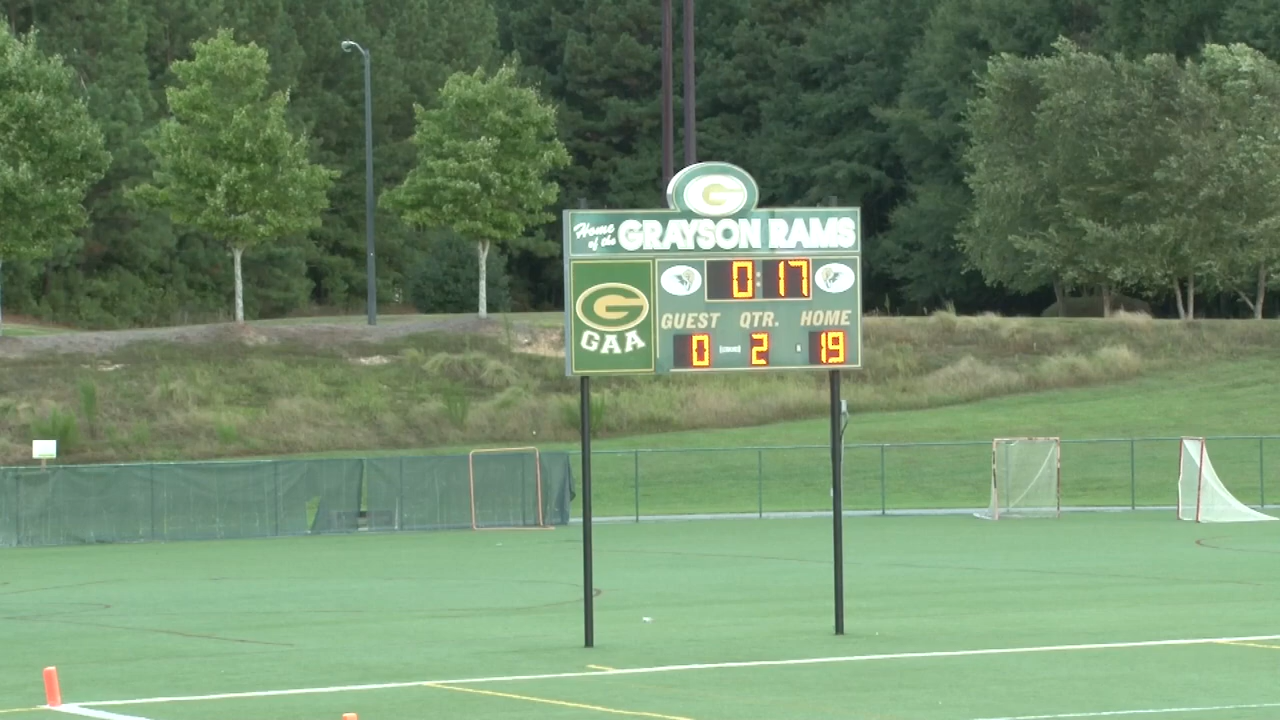 G
Home of the GRAYSON RAMS
G
GAA
0:17
GUEST QTR. HOME
0 2 19